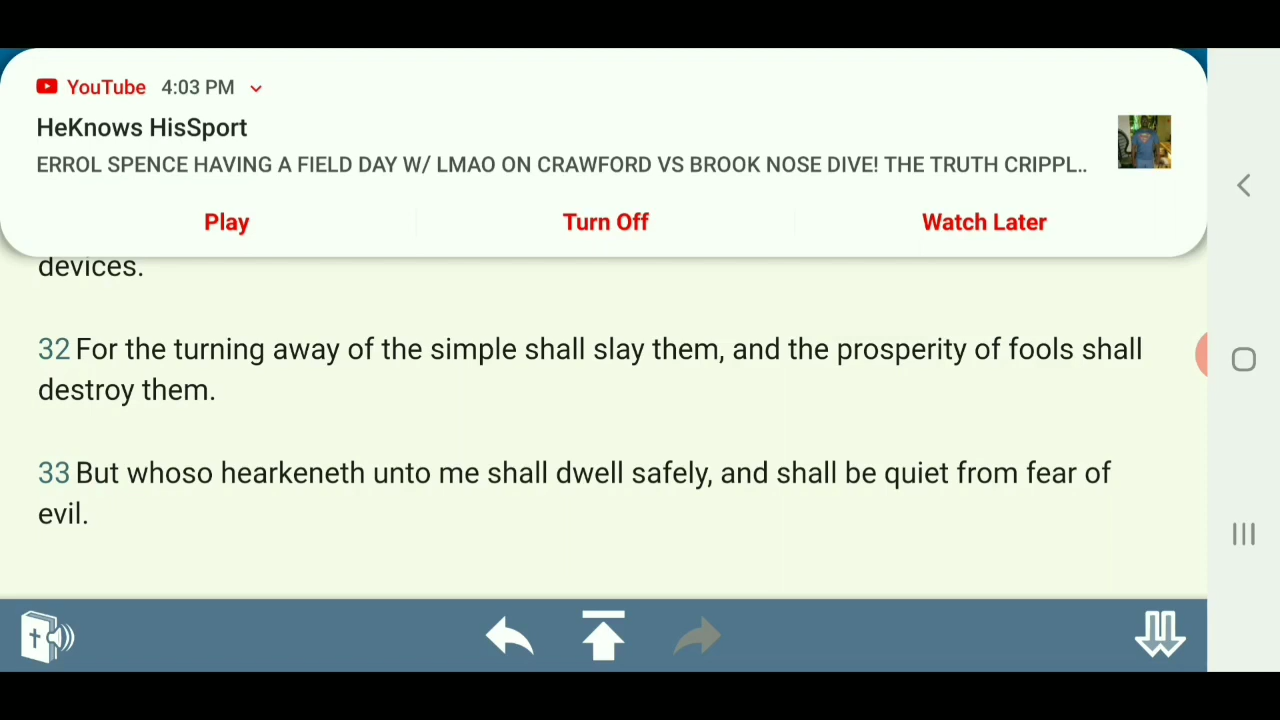 YouTube 4:03 PM
HeKnows HisSport
ERROL SPENCE HAVING A FIELD DAY W/ LMAO ON CRAWFORD VS BROOK NOSE DIVE! THE TRUTH CRIPPL..
Play Turn Off Watch Later
devices.
32 For the turning away of the simple shall slay them, and the prosperity of fools shall
destroy them.
33 But whoso hearkeneth unto me shall dwell safely, and shall be quiet from fear of
evil.